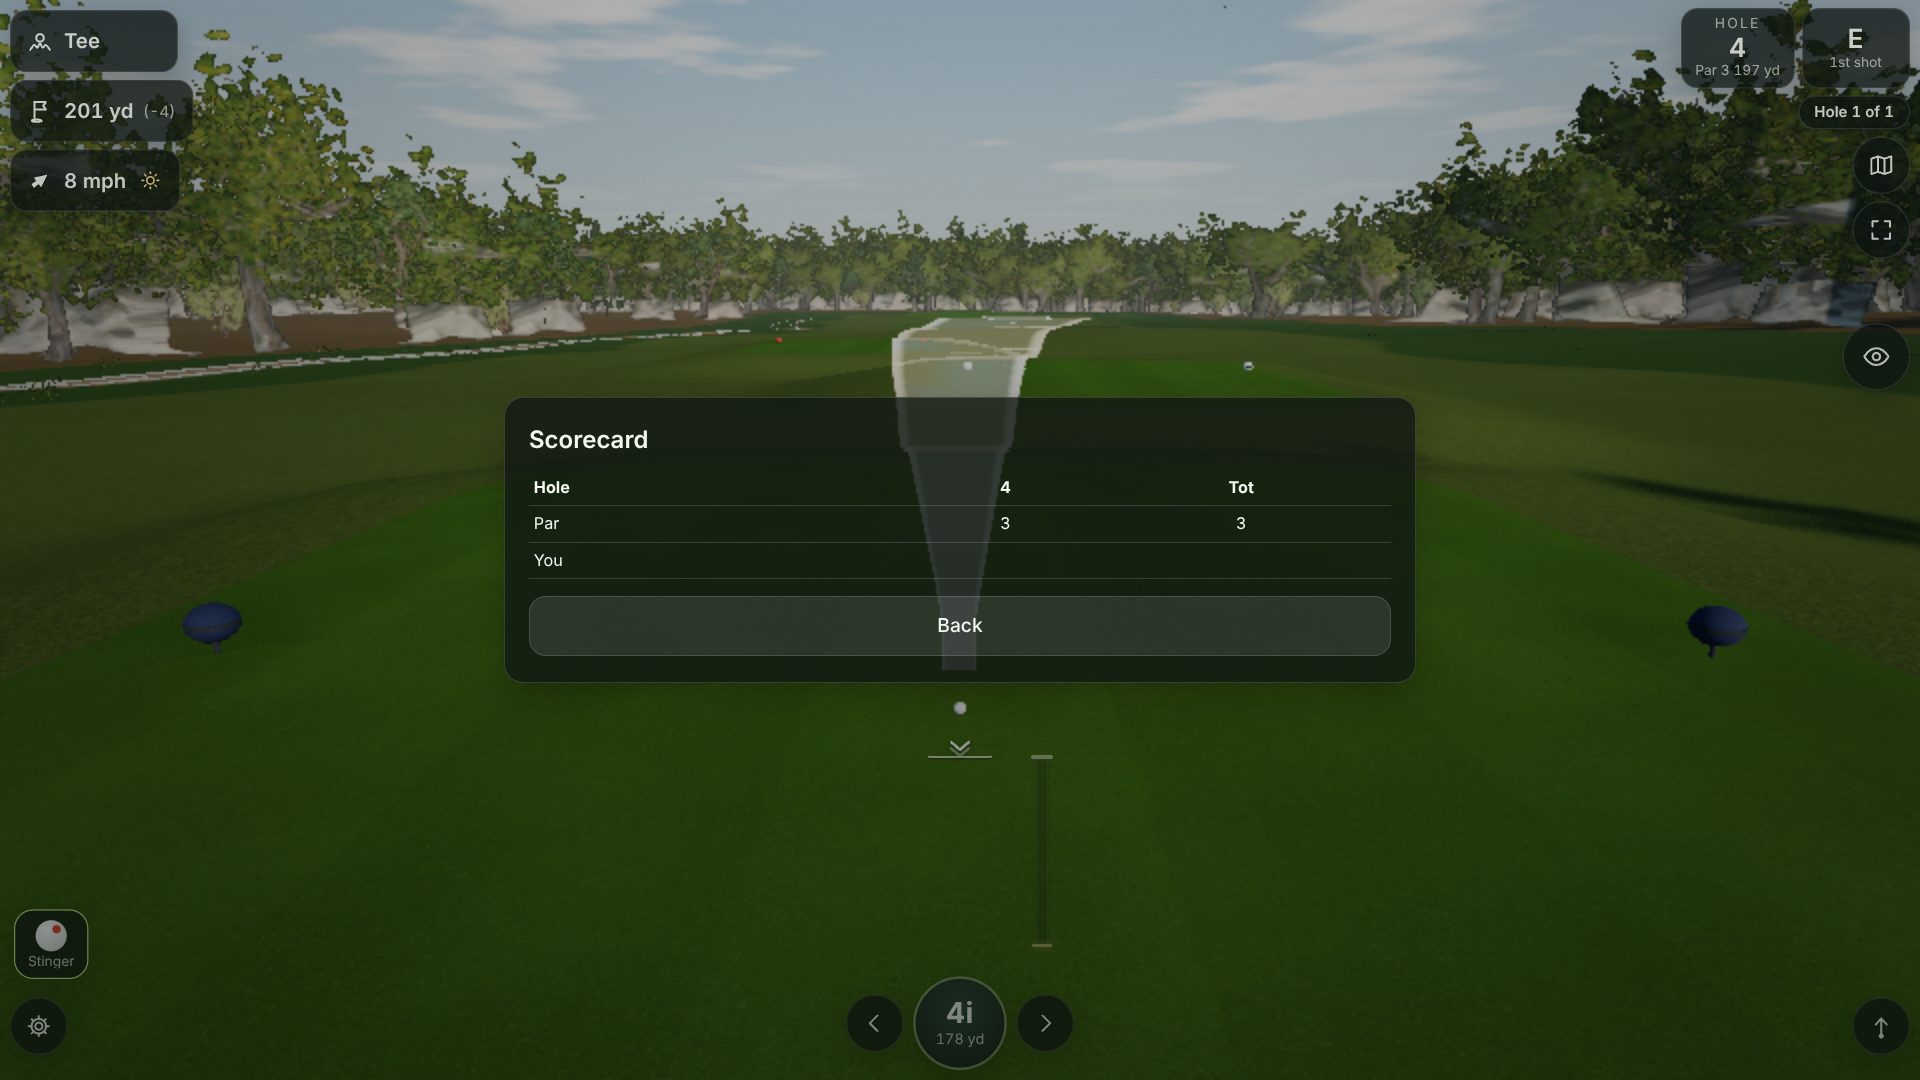 Tee
201 yd (-4)
8 mph
HOLE
4
Par 3 197 yd
E
1st shot
Hole 1 of 1
Scorecard
Hole 4 Tot
Par 3 3
You
Back
Stinger
4i
178 yd